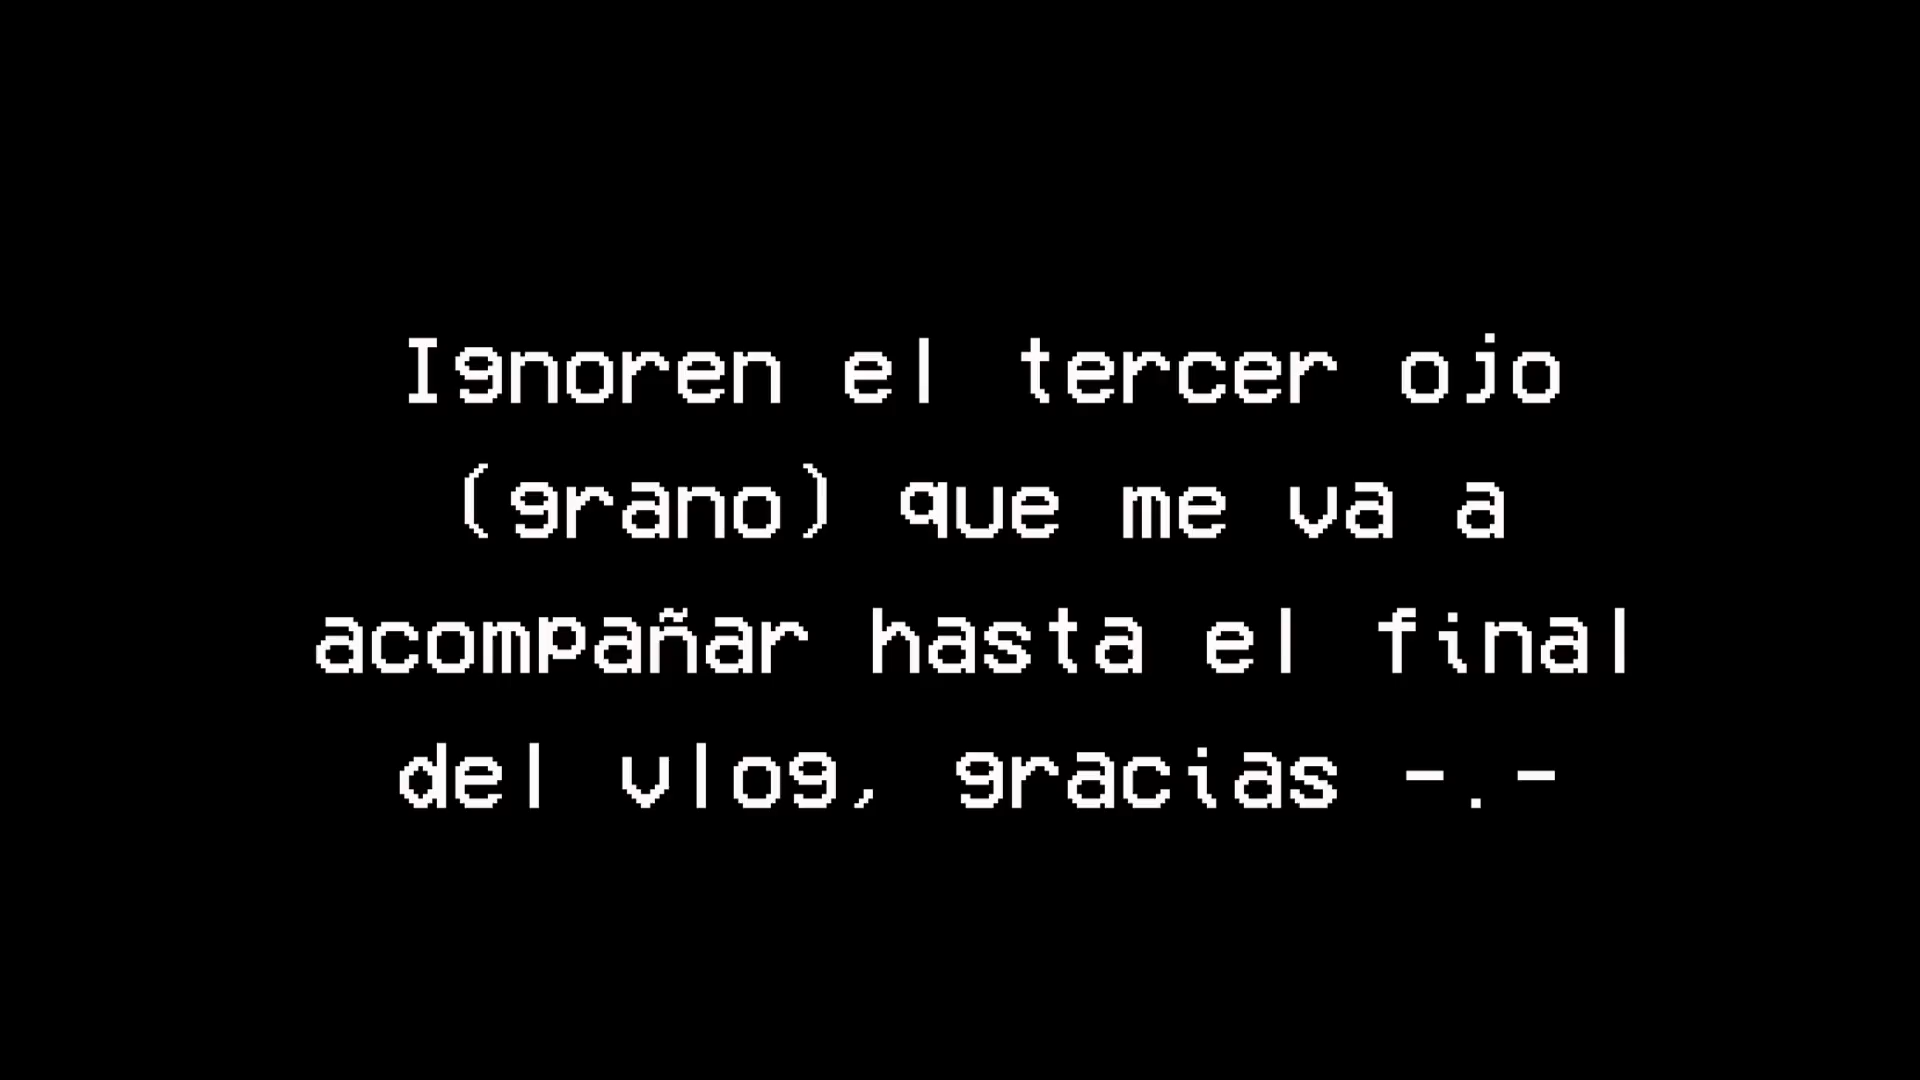 Ignoren el tercer ojo
(grano) que me va a
acompañar hasta el final
del vlog, gracias -.-